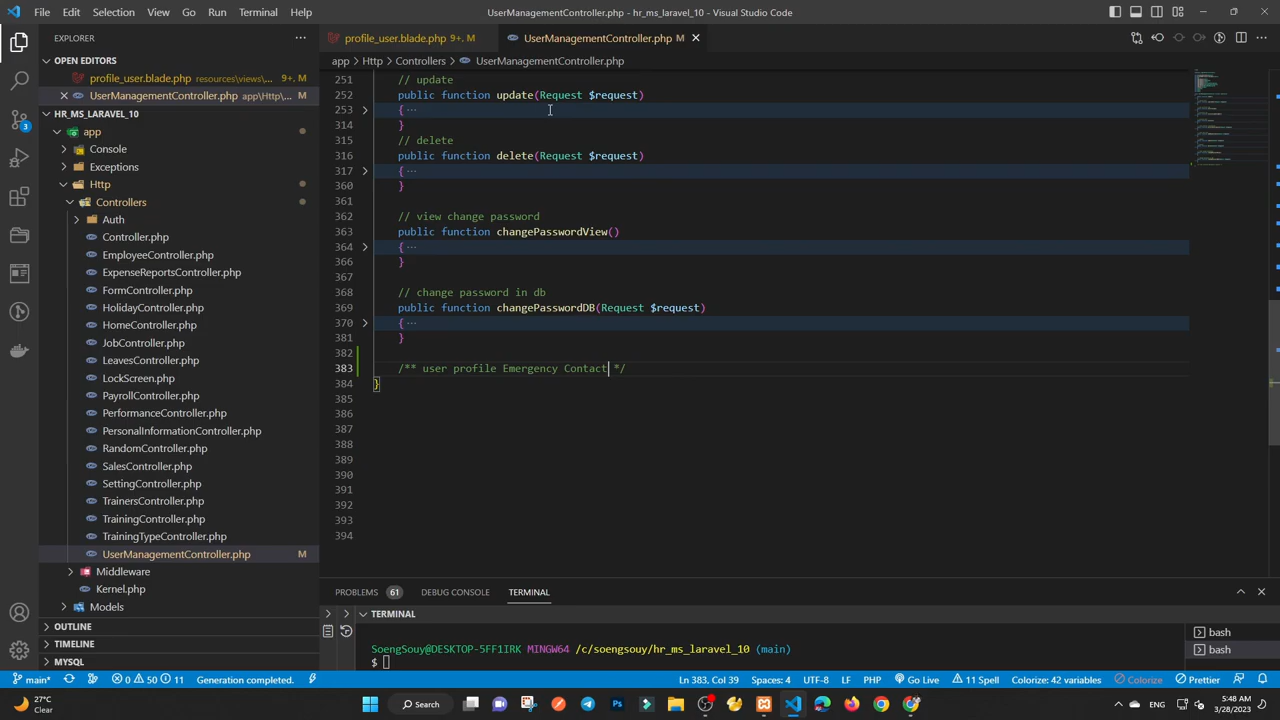 File Edit Selection View Go Run Terminal Help
UserManagementController.php - hr_ms_laravel_10 - Visual Studio Code
EXPLORER
OPEN EDITORS
profile_user.blade.php resources\views\... 9+, M
UserManagementController.php app\Http\... M
HR_MS_LARAVEL_10
app
Console
Exceptions
Http
Controllers
Auth
Controller.php
EmployeeController.php
ExpenseReportsController.php
FormController.php
HolidayController.php
HomeController.php
JobController.php
LeavesController.php
LockScreen.php
PayrollController.php
PerformanceController.php
PersonalInformationController.php
RandomController.php
SalesController.php
SettingController.php
TrainersController.php
TrainingController.php
TrainingTypeController.php
UserManagementController.php M
Middleware
Kernel.php
Models
OUTLINE
TIMELINE
MYSQL
profile_user.blade.php 9+, M
UserManagementController.php M
app > Http > Controllers > UserManagementController.php
251 // update
252 public function update(Request $request)
253 { ...
314 }
315 // delete
316 public function delete(Request $request)
317 { ...
360 }
361
362 // view change password
363 public function changePasswordView()
364 { ...
366 }
367
368 // change password in db
369 public function changePasswordDB(Request $request)
370 { ...
381 }
382
383 /** user profile Emergency Contact */
384 }
385
386
387
388
389
390
391
392
393
394
PROBLEMS 61 DEBUG CONSOLE TERMINAL
TERMINAL
SoengSouy@DESKTOP-5FF1IRK MINGW64 /c/soengsouy/hr_ms_laravel_10 (main)
$
bash
bash
3
main* 0 50 11 Generation completed. Ln 383, Col 39 Spaces: 4 UTF-8 LF PHP Go Live 11 Spell Colorize: 42 variables Colorize Prettier
27°C
Clear
Search
ENG
5:48 AM
3/28/2023